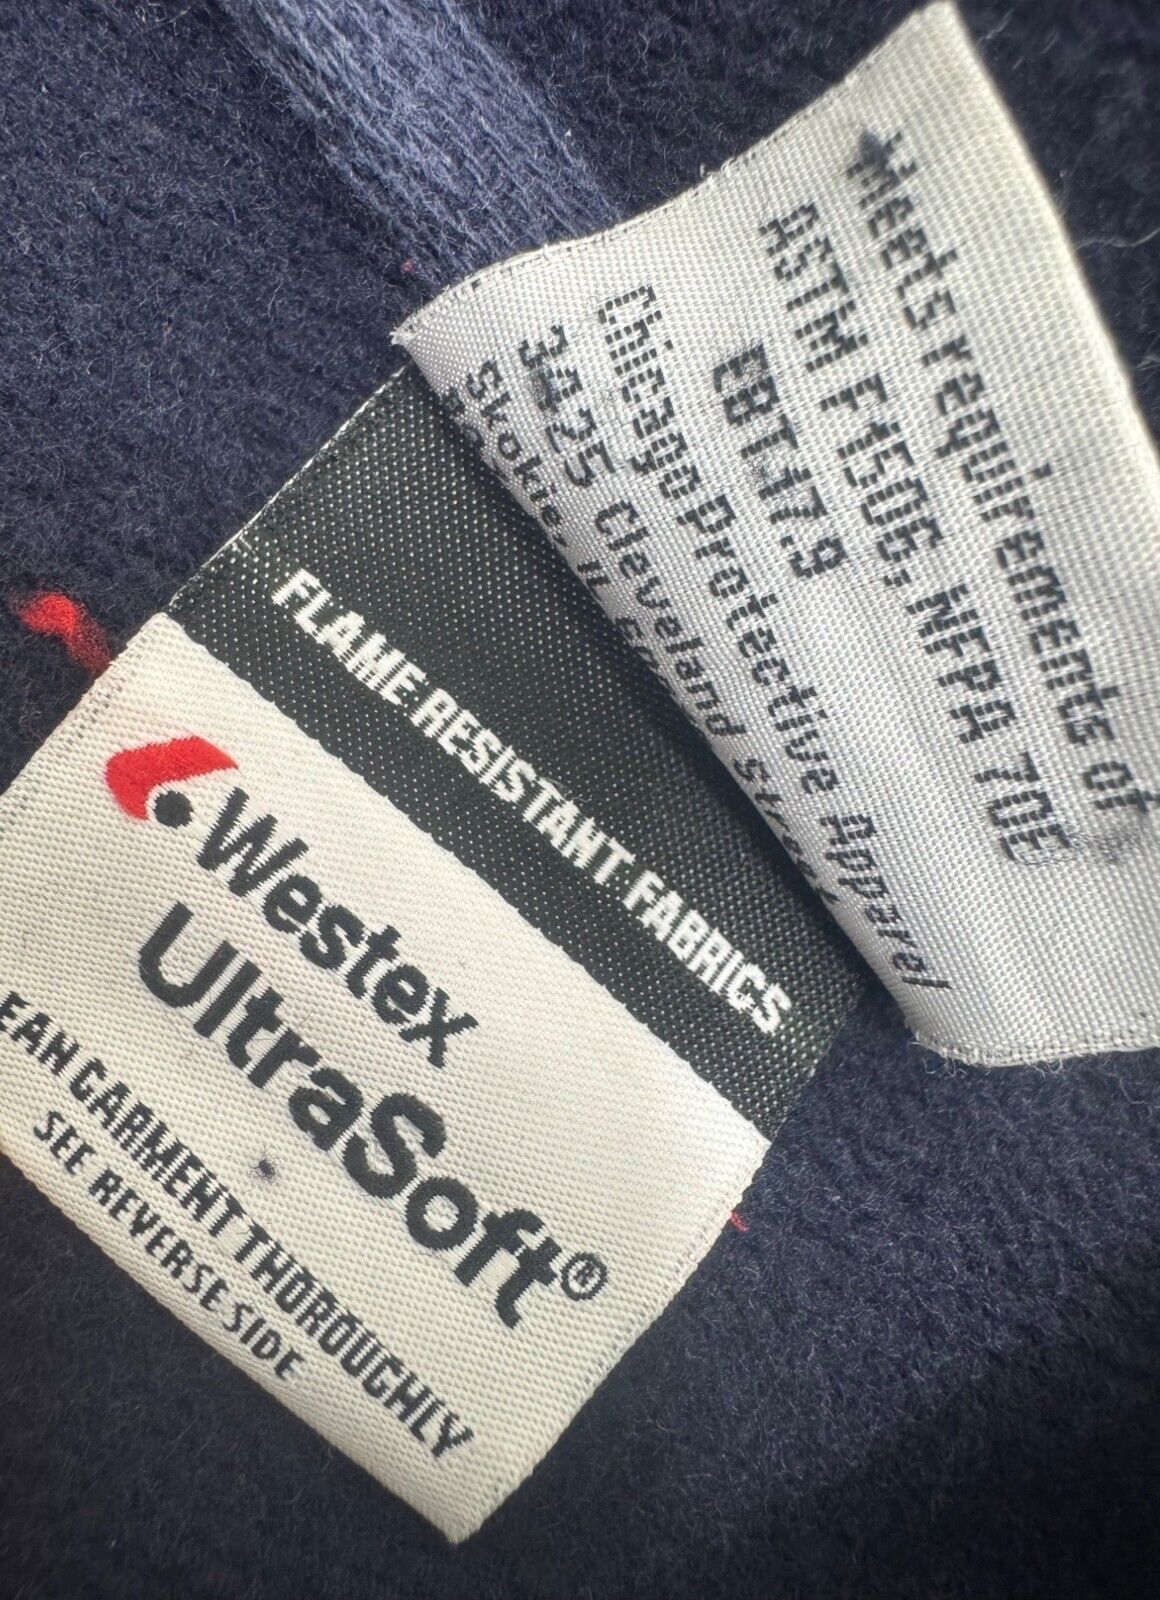 Meets requirements of
ASTM F1506, NFPA 70E
EBT 47.9
Chicago Protective Apparel
3425 Cleveland Street
Skokie, IL
FLAME RESISTANT FABRICS
Westex
UltraSoft®
EAN GARMENT THOROUGHLY
SEE REVERSE SIDE